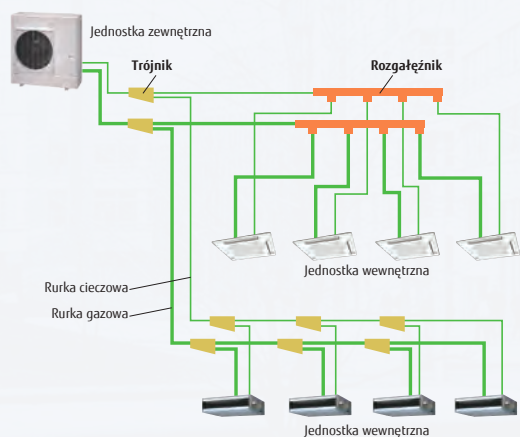 Jednostka zewnętrzna
Trójnik
Rozgałęźnik
Jednostka wewnętrzna
Rurka cieczowa
Rurka gazowa
Jednostka wewnętrzna